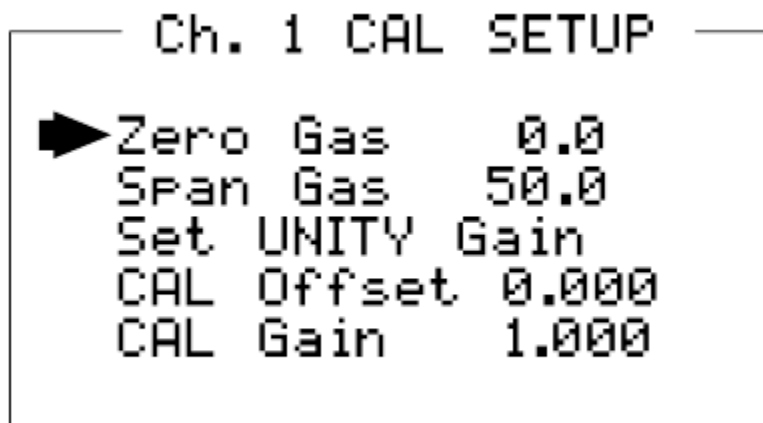 Ch. 1 CAL SETUP
Zero Gas 0.0
Span Gas 50.0
Set UNITY Gain
CAL Offset 0.000
CAL Gain 1.000